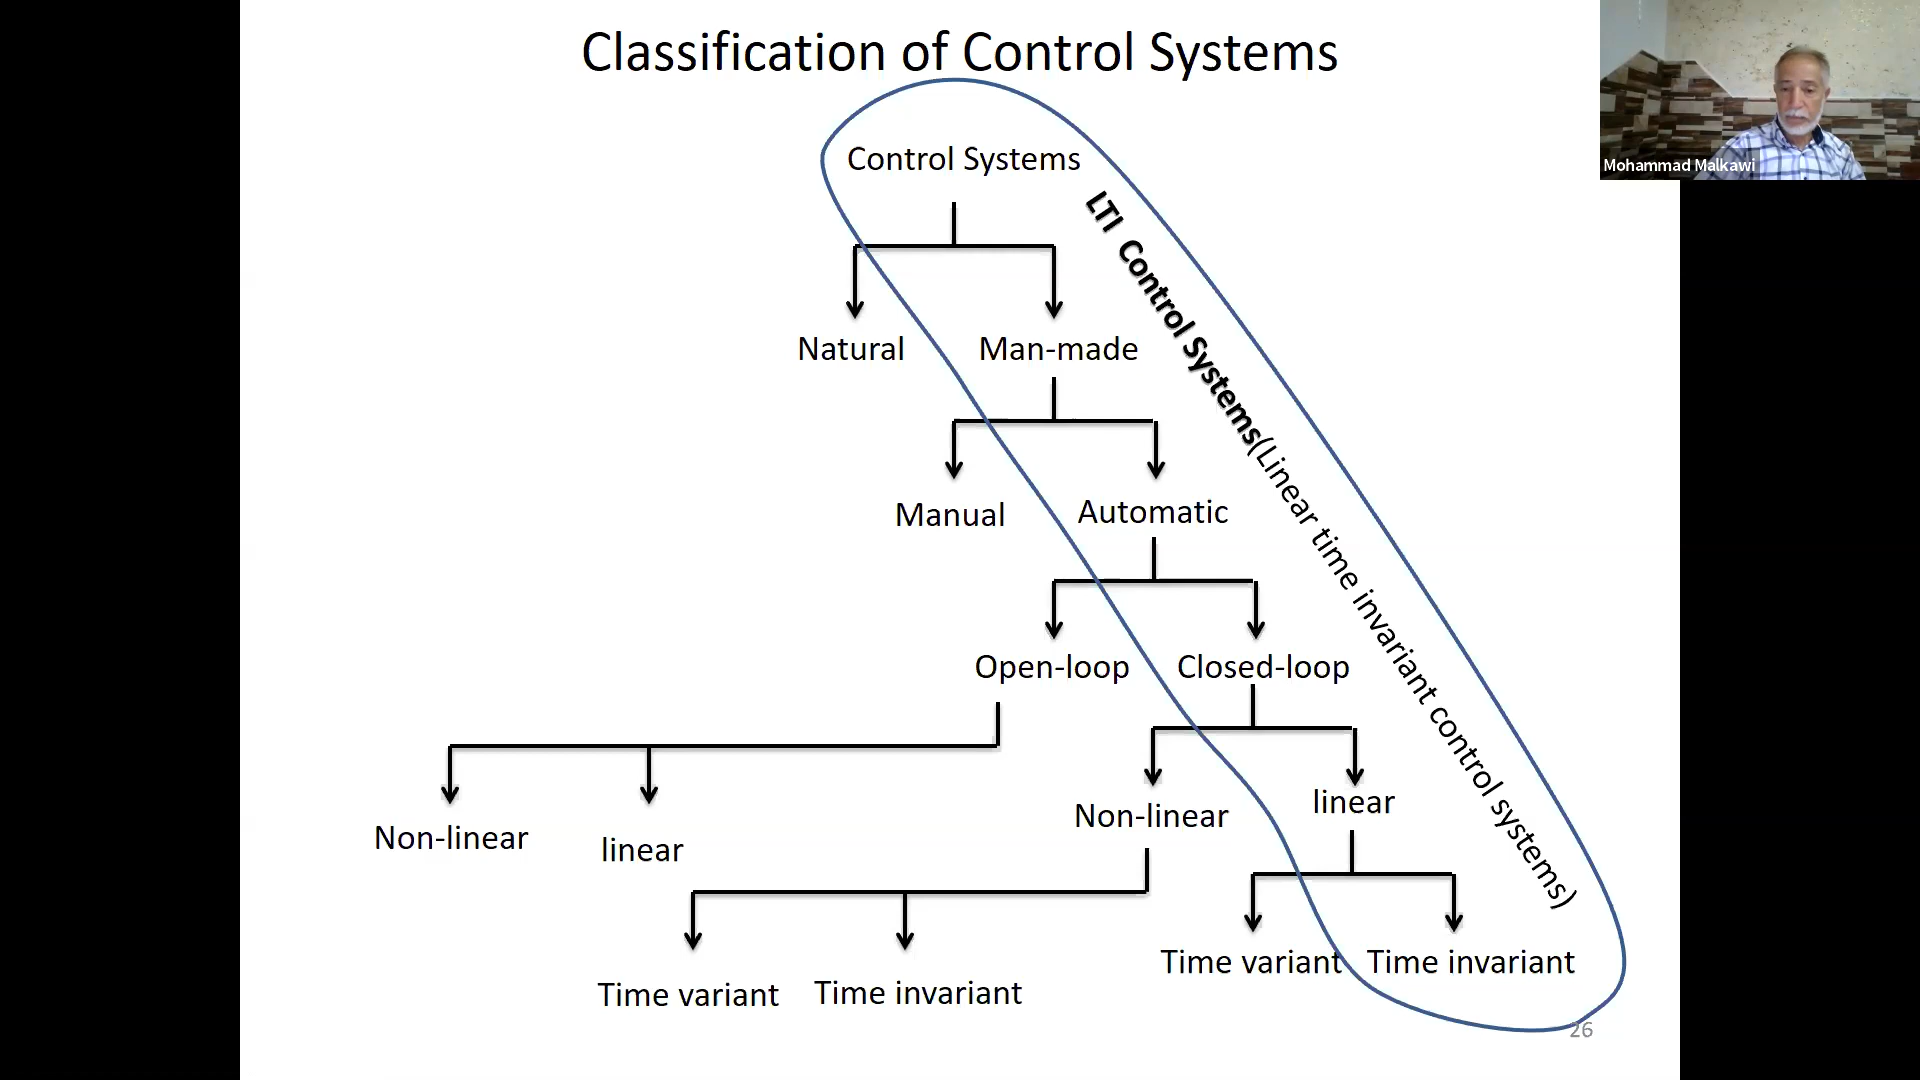 Classification of Control Systems
Mohammad Malkawi
Control Systems
LTI Control Systems(Linear time invariant control systems)
Natural
Man-made
Manual
Automatic
Open-loop
Closed-loop
Non-linear
linear
Non-linear
linear
Time variant
Time invariant
Time variant
Time invariant
26